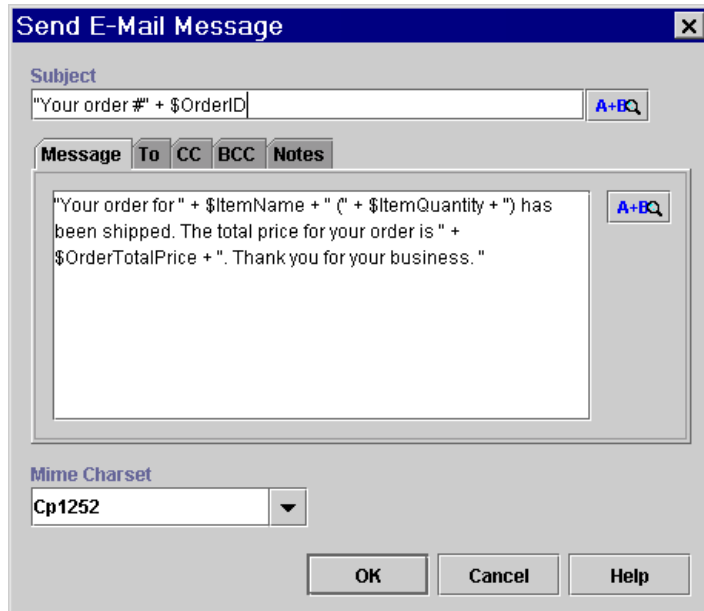 Send E-Mail Message
Subject
"Your order #" + $OrderID
A+B
Message To CC BCC Notes
"Your order for " + $ItemName + " (" + $ItemQuantity + ") has
been shipped. The total price for your order is " +
$OrderTotalPrice + ". Thank you for your business. "
A+B
Mime Charset
Cp1252
OK Cancel Help